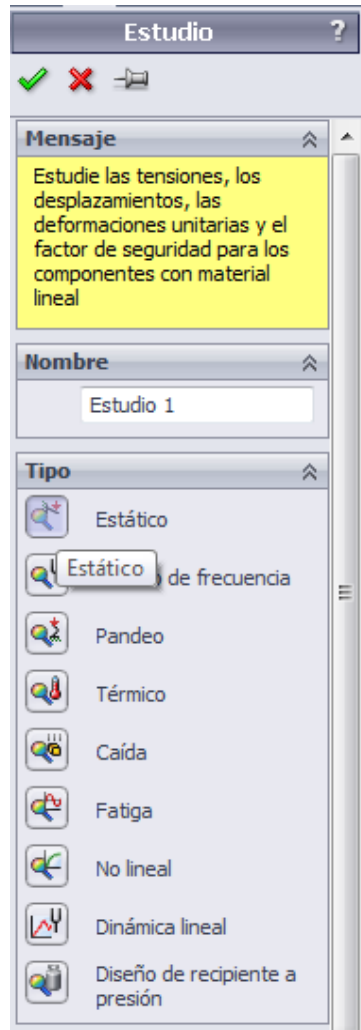 Estudio ?
Mensaje
Estudie las tensiones, los
desplazamientos, las
deformaciones unitarias y el
factor de seguridad para los
componentes con material
lineal
Nombre
Estudio 1
Tipo
Estático
Estático
de frecuencia
Pandeo
Térmico
Caída
Fatiga
No lineal
Dinámica lineal
Diseño de recipiente a
presión